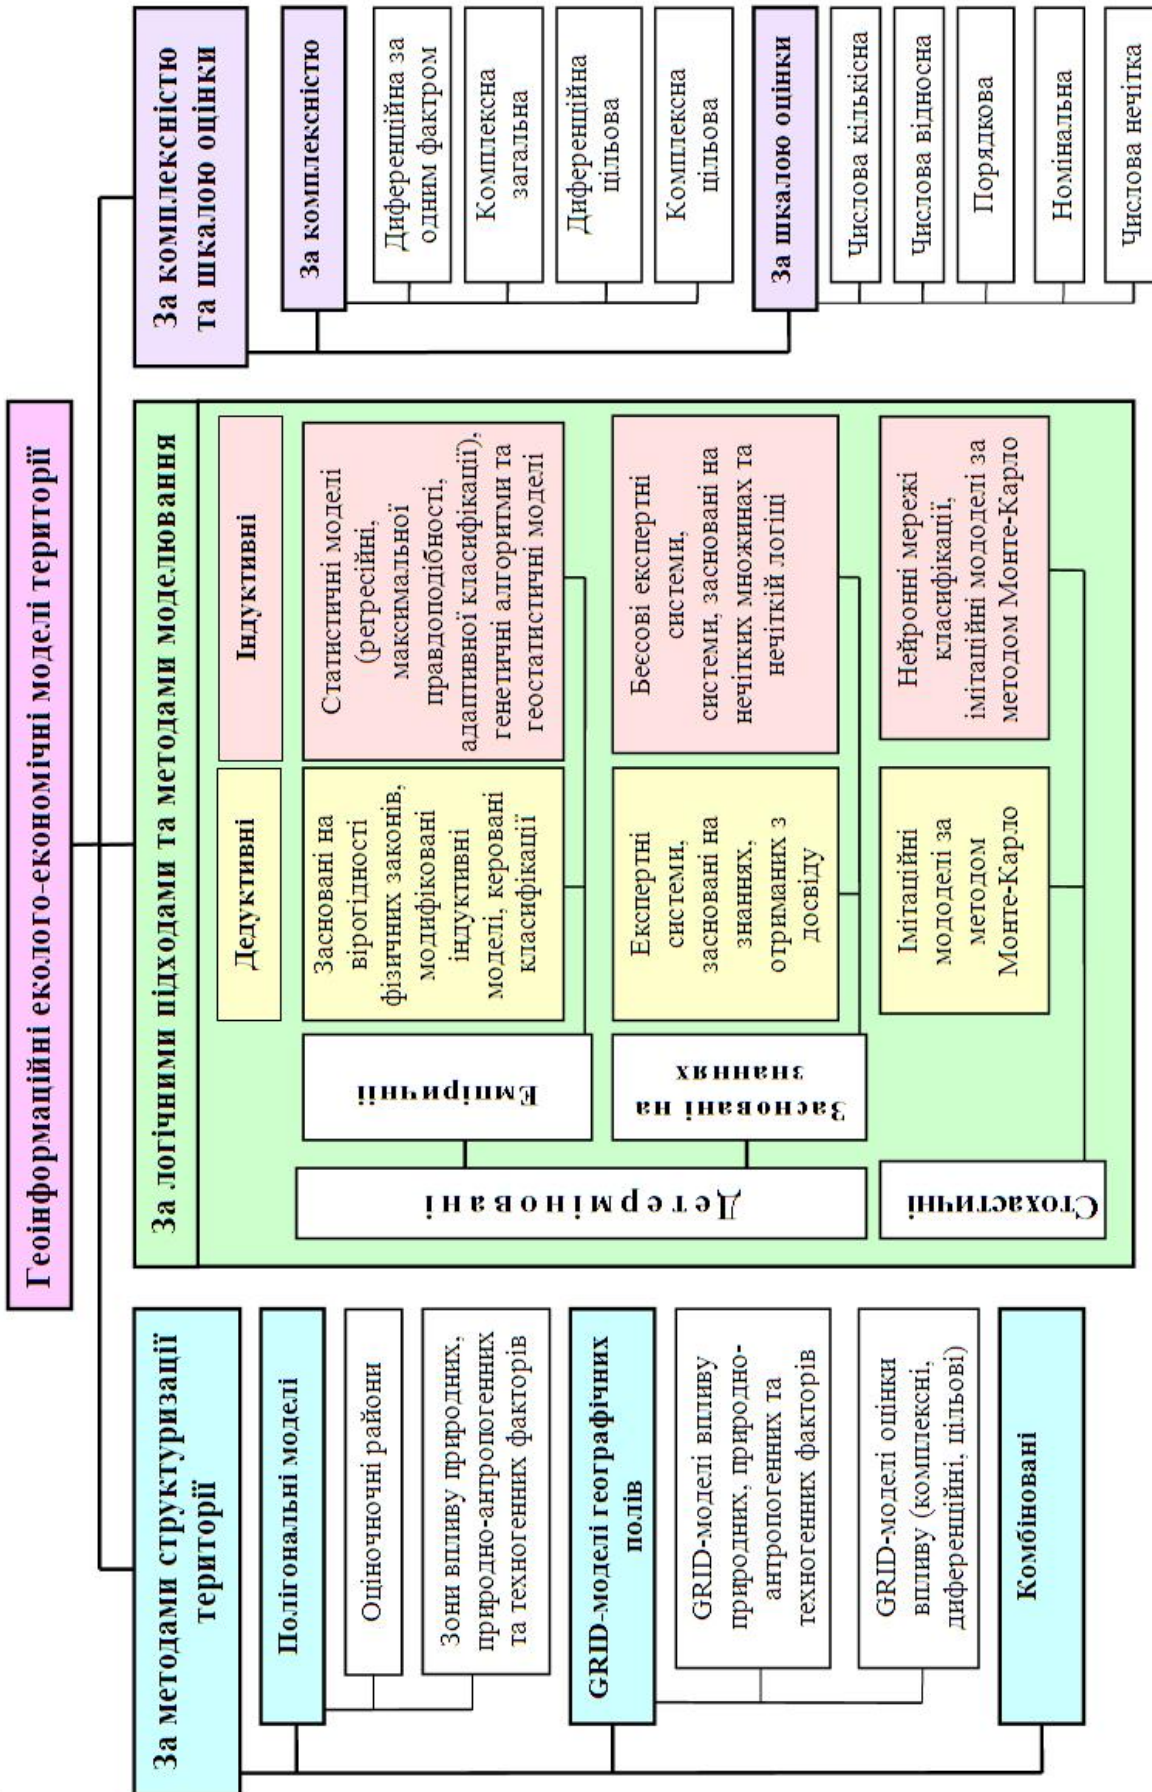 Геоінформаційні еколого-економічні моделі території
За методами структуризації
території
Полігональні моделі
Оціночночні райони
Зони впливу природних,
природно-антропогенних
та техногенних факторів
GRID-моделі географічних
полів
GRID-моделі впливу
природних, природно-
антропогенних та
техногенних факторів
GRID-моделі оцінки
впливу (комплексні,
диференційні, цільові)
Комбіновані
За логічними підходами та методами моделювання
Дедуктивні
Індуктивні
Детерміновані
Емпіричнії
Засновані на
вірогідності
фізичних законів,
модифіковані
індуктивні
моделі, керовані
класифікації
Статистичні моделі
(регресійні,
максимальної
правдоподібності,
адаптивної класифікації),
генетичні алгоритми та
геостатистичні моделі
Засновані на
знаннях
Експертні
системи,
засновані на
знаннях,
отриманих з
досвіду
Беєсові експертні
системи,
системи, засновані на
нечітких множинах та
нечіткій логіці
Стохастичні
Імітаційні
мододелі за
методом
Монте-Карло
Нейронні мережі
класифікації,
імітаційні мододелі за
методом Монте-Карло
За комплексністю
та шкалою оцінки
За комплексністю
Диференційна за
одним фактром
Комплексна
загальна
Диференційна
цільова
Комплексна
цільова
За шкалою оцінки
Числова кількісна
Числова відносна
Порядкова
Номінальна
Числова нечітка